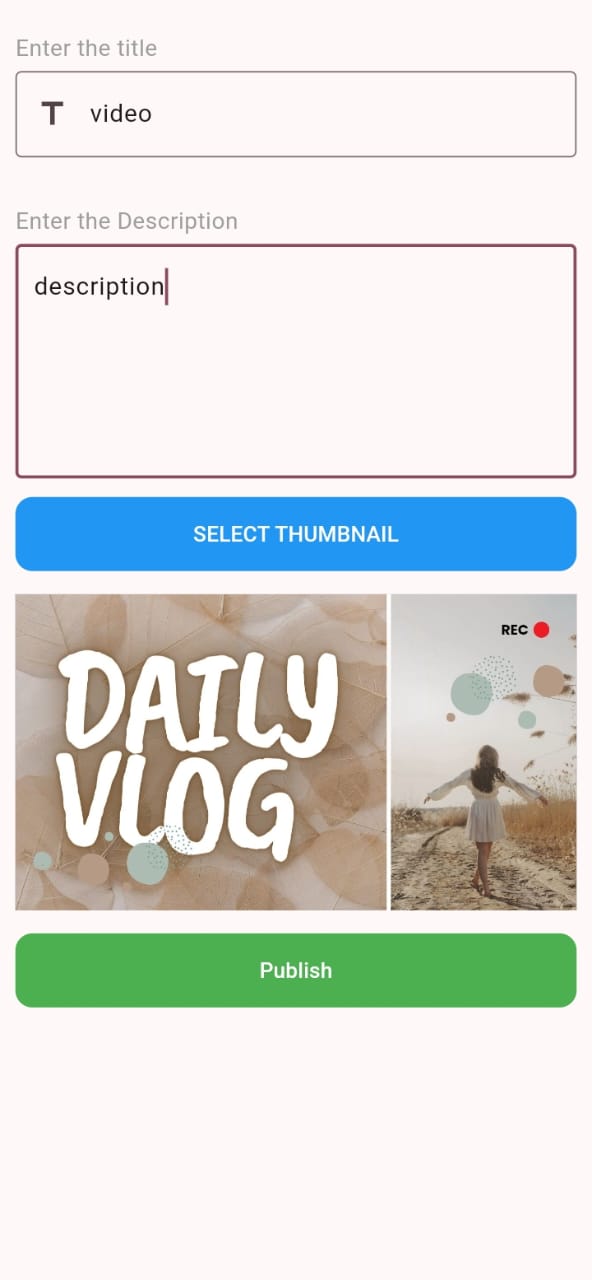 Enter the title
T video
Enter the Description
description
SELECT THUMBNAIL
DAILY
VLOG
REC
Publish